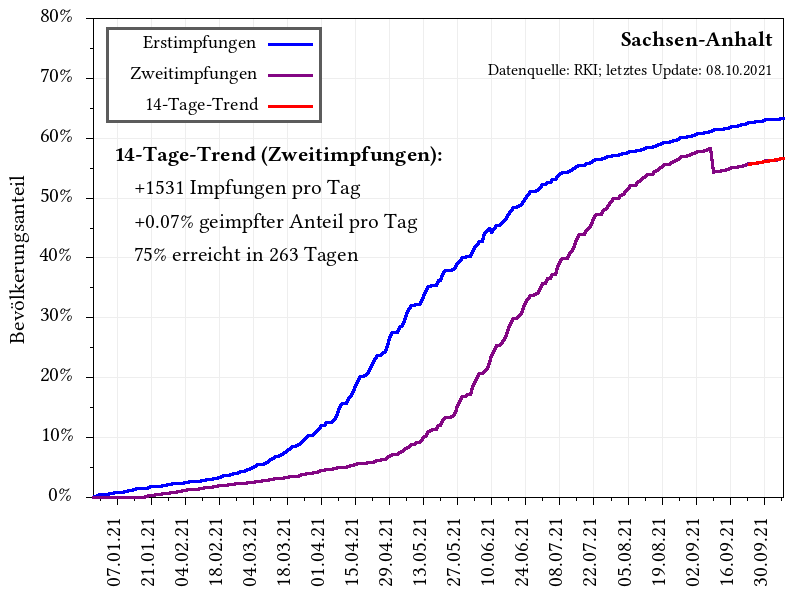 80%
70%
60%
50%
40%
30%
20%
10%
0%
Bevölkerungsanteil
Erstimpfungen
Zweitimpfungen
14-Tage-Trend
Sachsen-Anhalt
Datenquelle: RKI; letztes Update: 08.10.2021
14-Tage-Trend (Zweitimpfungen):
+1531 Impfungen pro Tag
+0.07% geimpfter Anteil pro Tag
75% erreicht in 263 Tagen
07.01.21
21.01.21
04.02.21
18.02.21
04.03.21
18.03.21
01.04.21
15.04.21
29.04.21
13.05.21
27.05.21
10.06.21
24.06.21
08.07.21
22.07.21
05.08.21
19.08.21
02.09.21
16.09.21
30.09.21